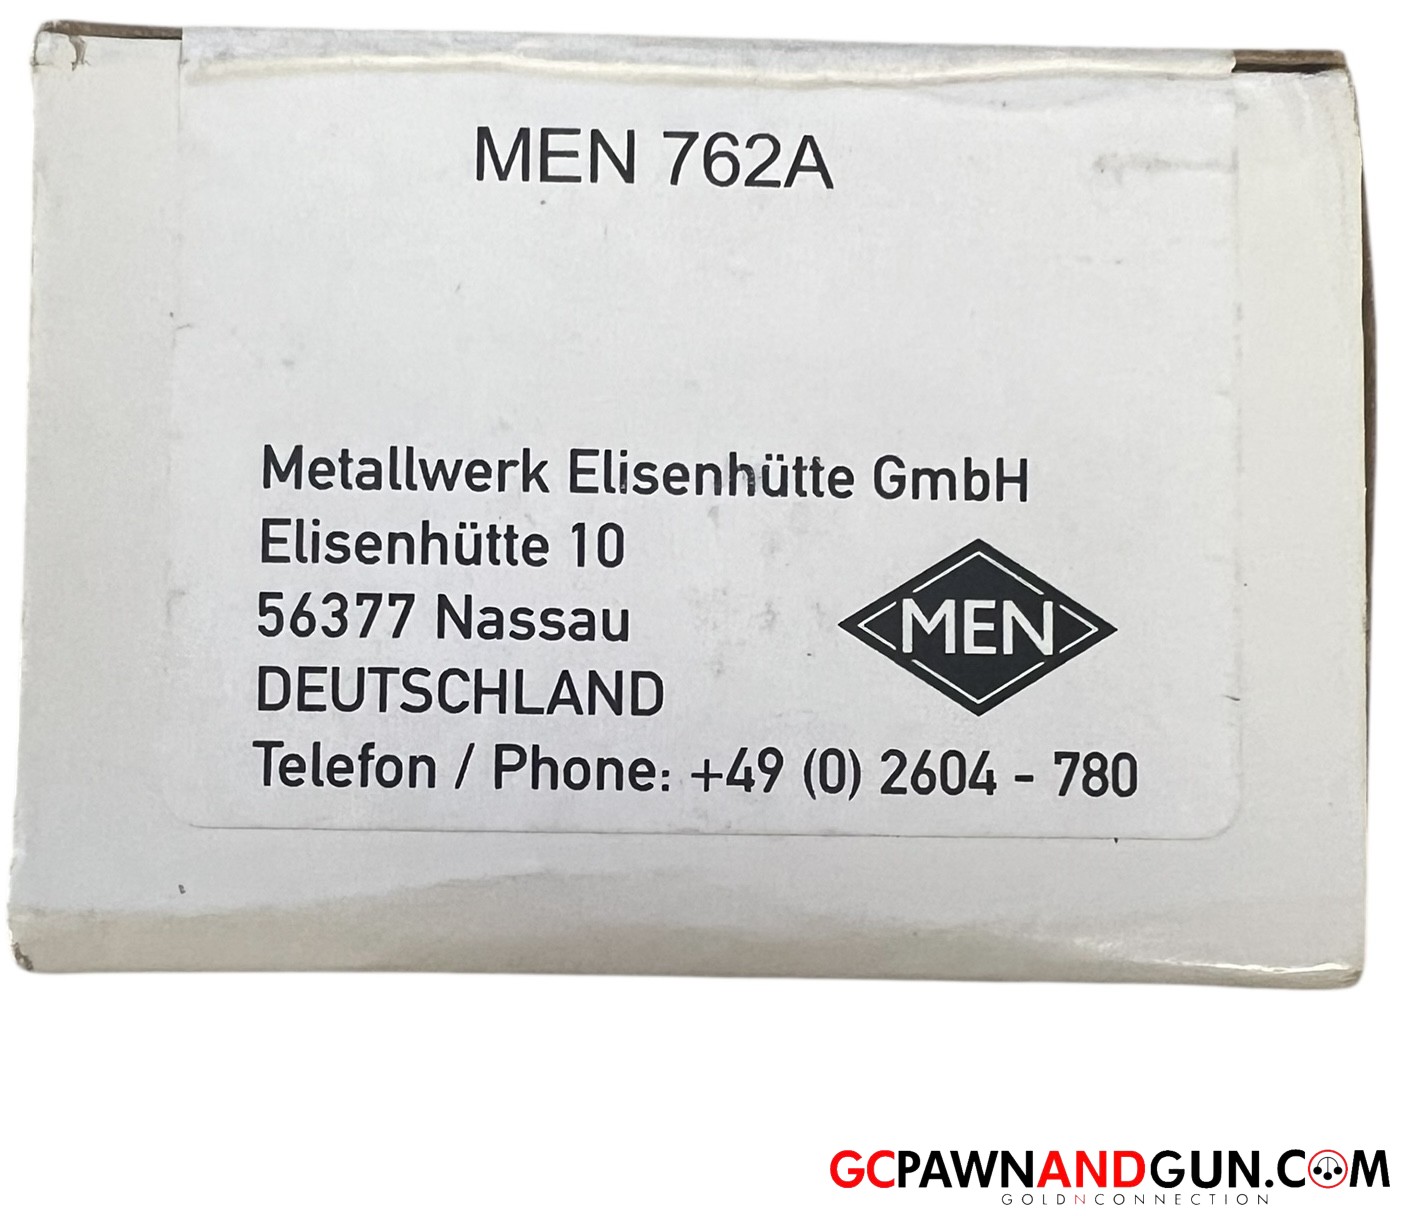 MEN 762A
Metallwerk Elisenhütte GmbH
Elisenhütte 10
56377 Nassau
DEUTSCHLAND
MEN
Telefon / Phone: +49 (0) 2604 - 780
GCPAWNANDGUN.COM
GOLDNCONNECTION